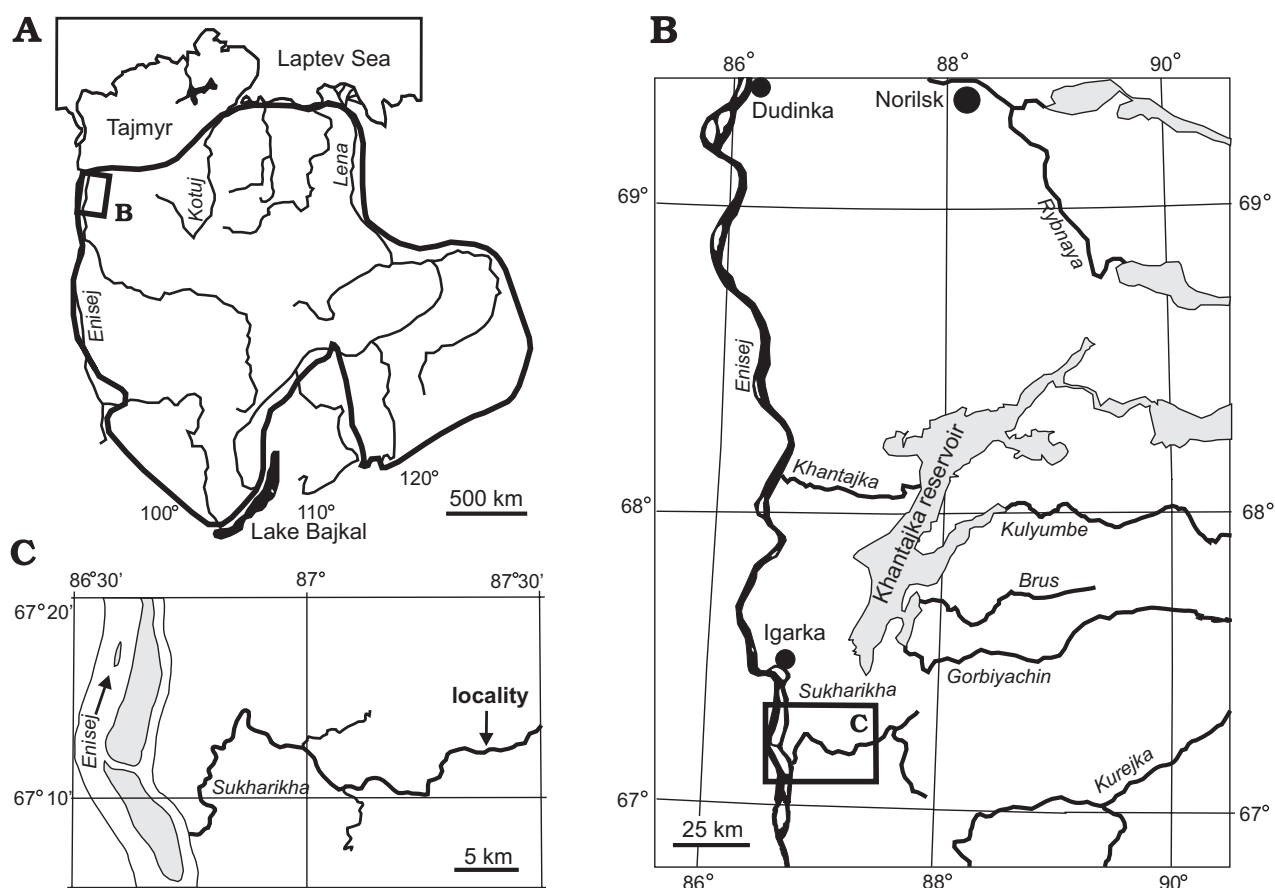 A
Laptev Sea
Tajmyr
Kotuj
Lena
B
Enisej
120°
100°
110°
500 km
Lake Bajkal
B
86°
88°
90°
Dudinka
Norilsk
69°
69°
Rybnaya
Enisej
Khantajka
Khantajka reservoir
68°
68°
Kulyumbe
Brus
Igarka
Gorbiyachin
Sukharikha
C
Kurejka
67°
67°
25 km
86°
88°
90°
C
86°30'
87°
87°30'
67°20'
locality
Enisej
Sukharikha
67°10'
5 km